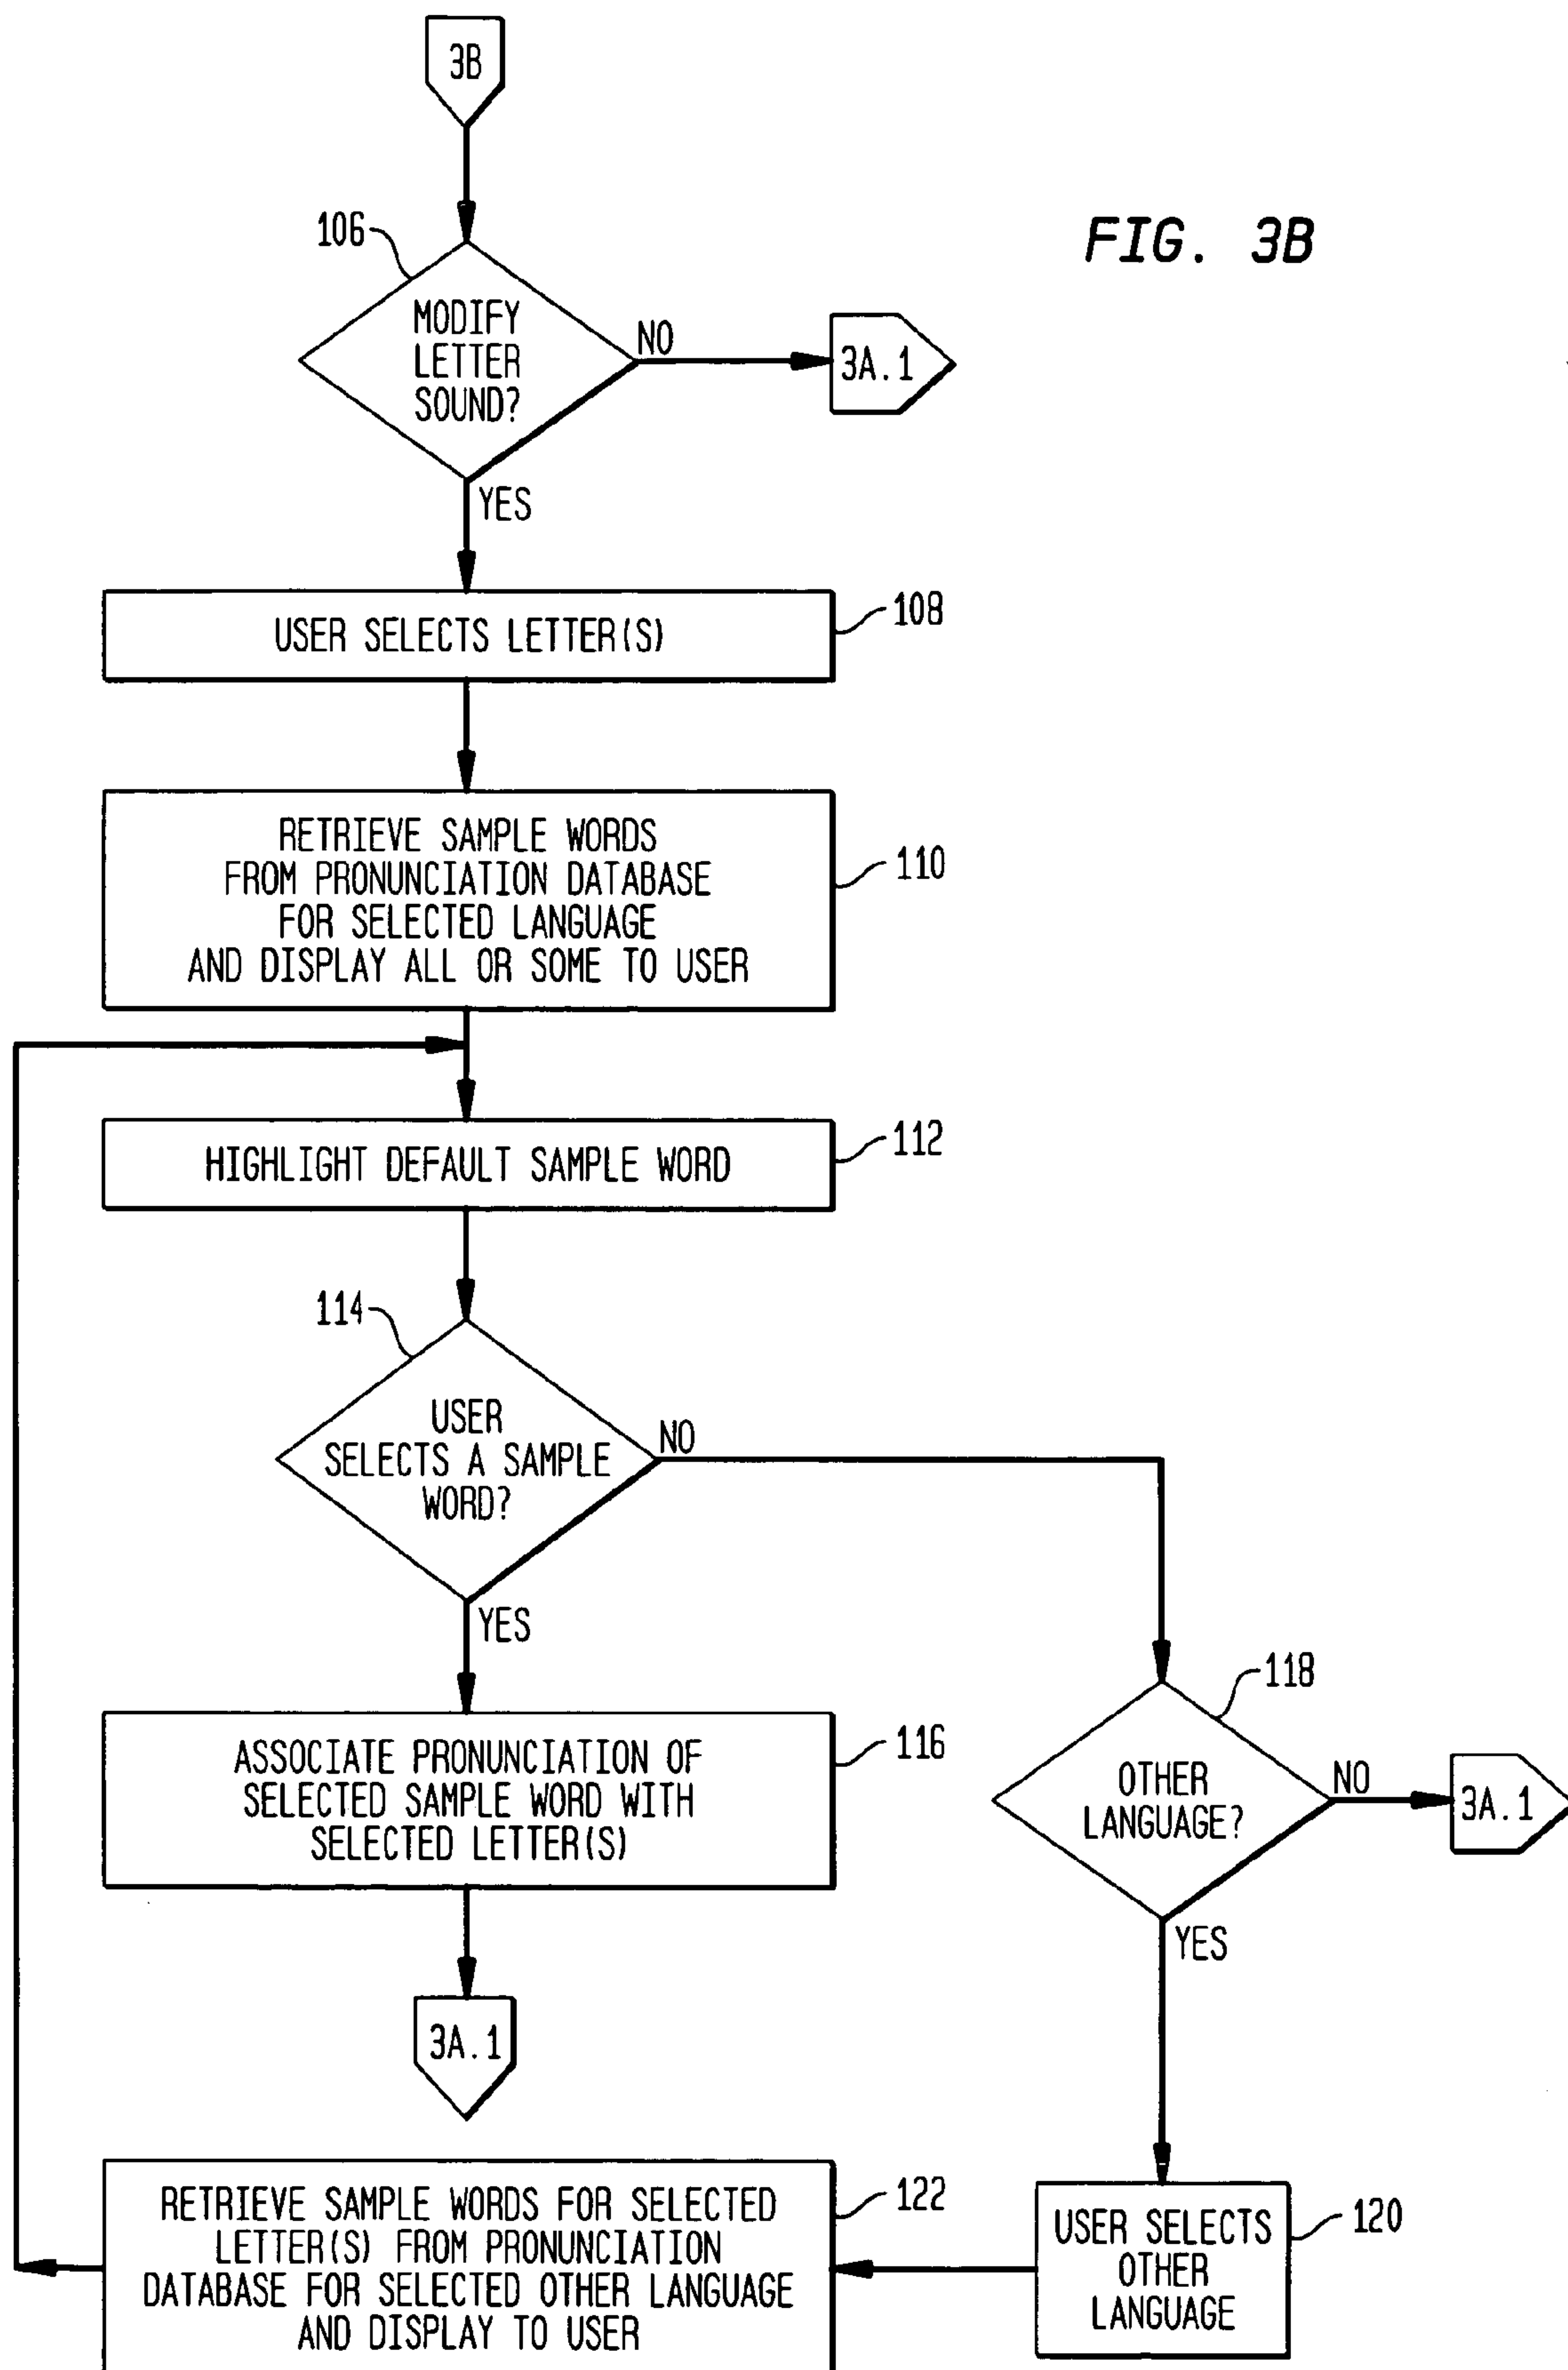 3B
FIG. 3B
106
MODIFY
LETTER
SOUND?
NO
3A.1
YES
USER SELECTS LETTER(S)
108
RETRIEVE SAMPLE WORDS
FROM PRONUNCIATION DATABASE
FOR SELECTED LANGUAGE
AND DISPLAY ALL OR SOME TO USER
110
HIGHLIGHT DEFAULT SAMPLE WORD
112
114
USER
SELECTS A SAMPLE
WORD?
NO
YES
118
OTHER
LANGUAGE?
NO
3A.1
YES
ASSOCIATE PRONUNCIATION OF
SELECTED SAMPLE WORD WITH
SELECTED LETTER(S)
116
3A.1
USER SELECTS
OTHER
LANGUAGE
120
RETRIEVE SAMPLE WORDS FOR SELECTED
LETTER(S) FROM PRONUNCIATION
DATABASE FOR SELECTED OTHER LANGUAGE
AND DISPLAY TO USER
122